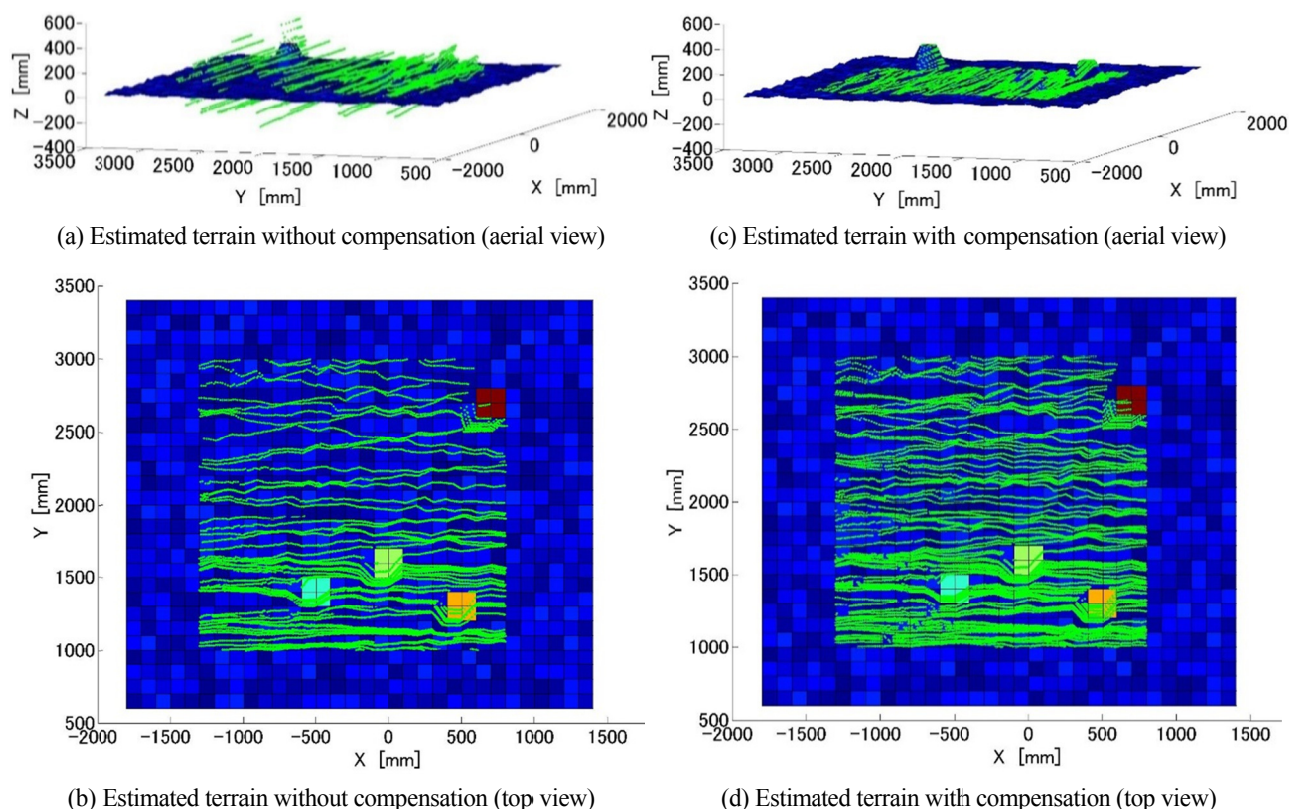 600
400
200
0
-200
-400
3500
3000
2500
2000
1500
1000
500
-2000
0
2000
Z [mm]
Y [mm]
X [mm]
(a) Estimated terrain without compensation (aerial view)
600
400
200
0
-200
-400
3500
3000
2500
2000
1500
1000
500
-2000
0
2000
Z [mm]
Y [mm]
X [mm]
(c) Estimated terrain with compensation (aerial view)
3500
3000
2500
2000
1500
1000
500
-2000 -1500 -1000 -500 0 500 1000 1500
Y [mm]
X [mm]
(b) Estimated terrain without compensation (top view)
3500
3000
2500
2000
1500
1000
500
-2000 -1500 -1000 -500 0 500 1000 1500
Y [mm]
X [mm]
(d) Estimated terrain with compensation (top view)